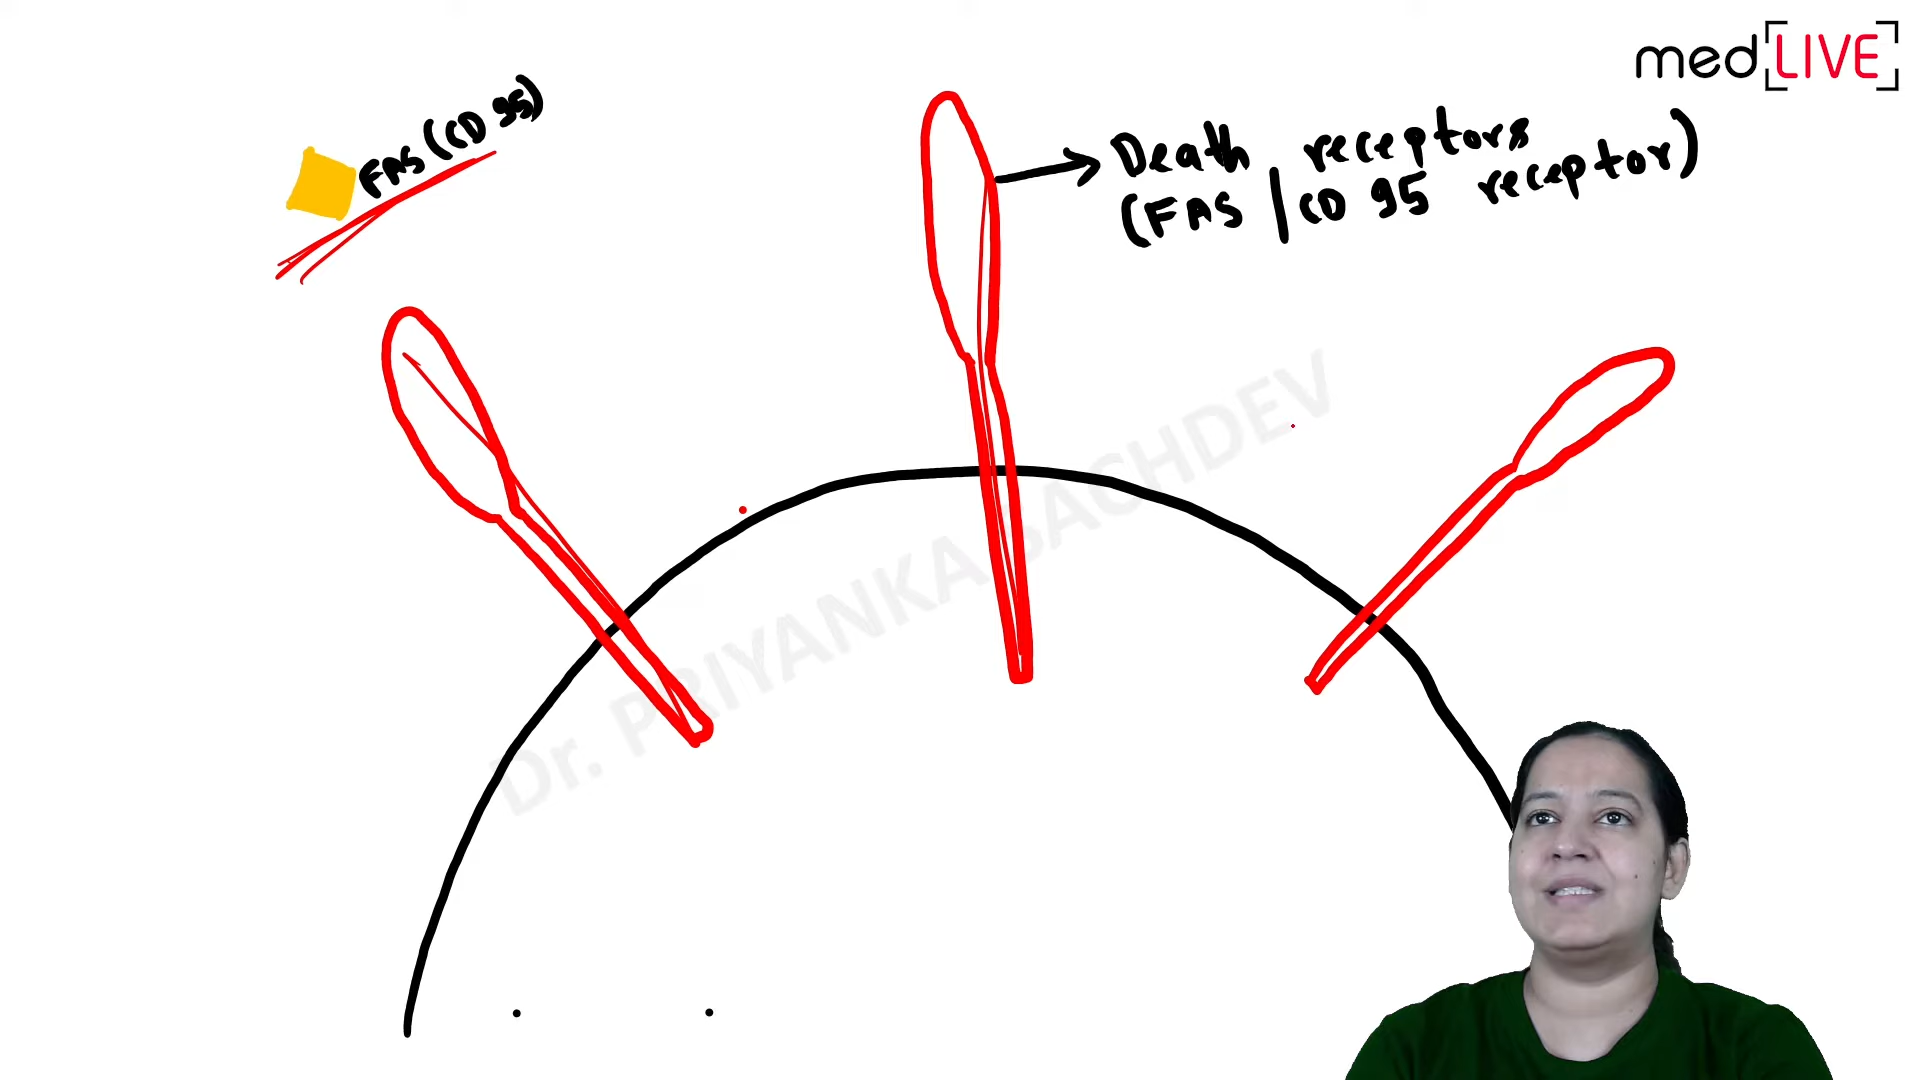 med[LIVE]
FAS (CD 95)
Death receptors
(FAS / CD 95 receptor)
Dr. PRIYANKA SACHDEV